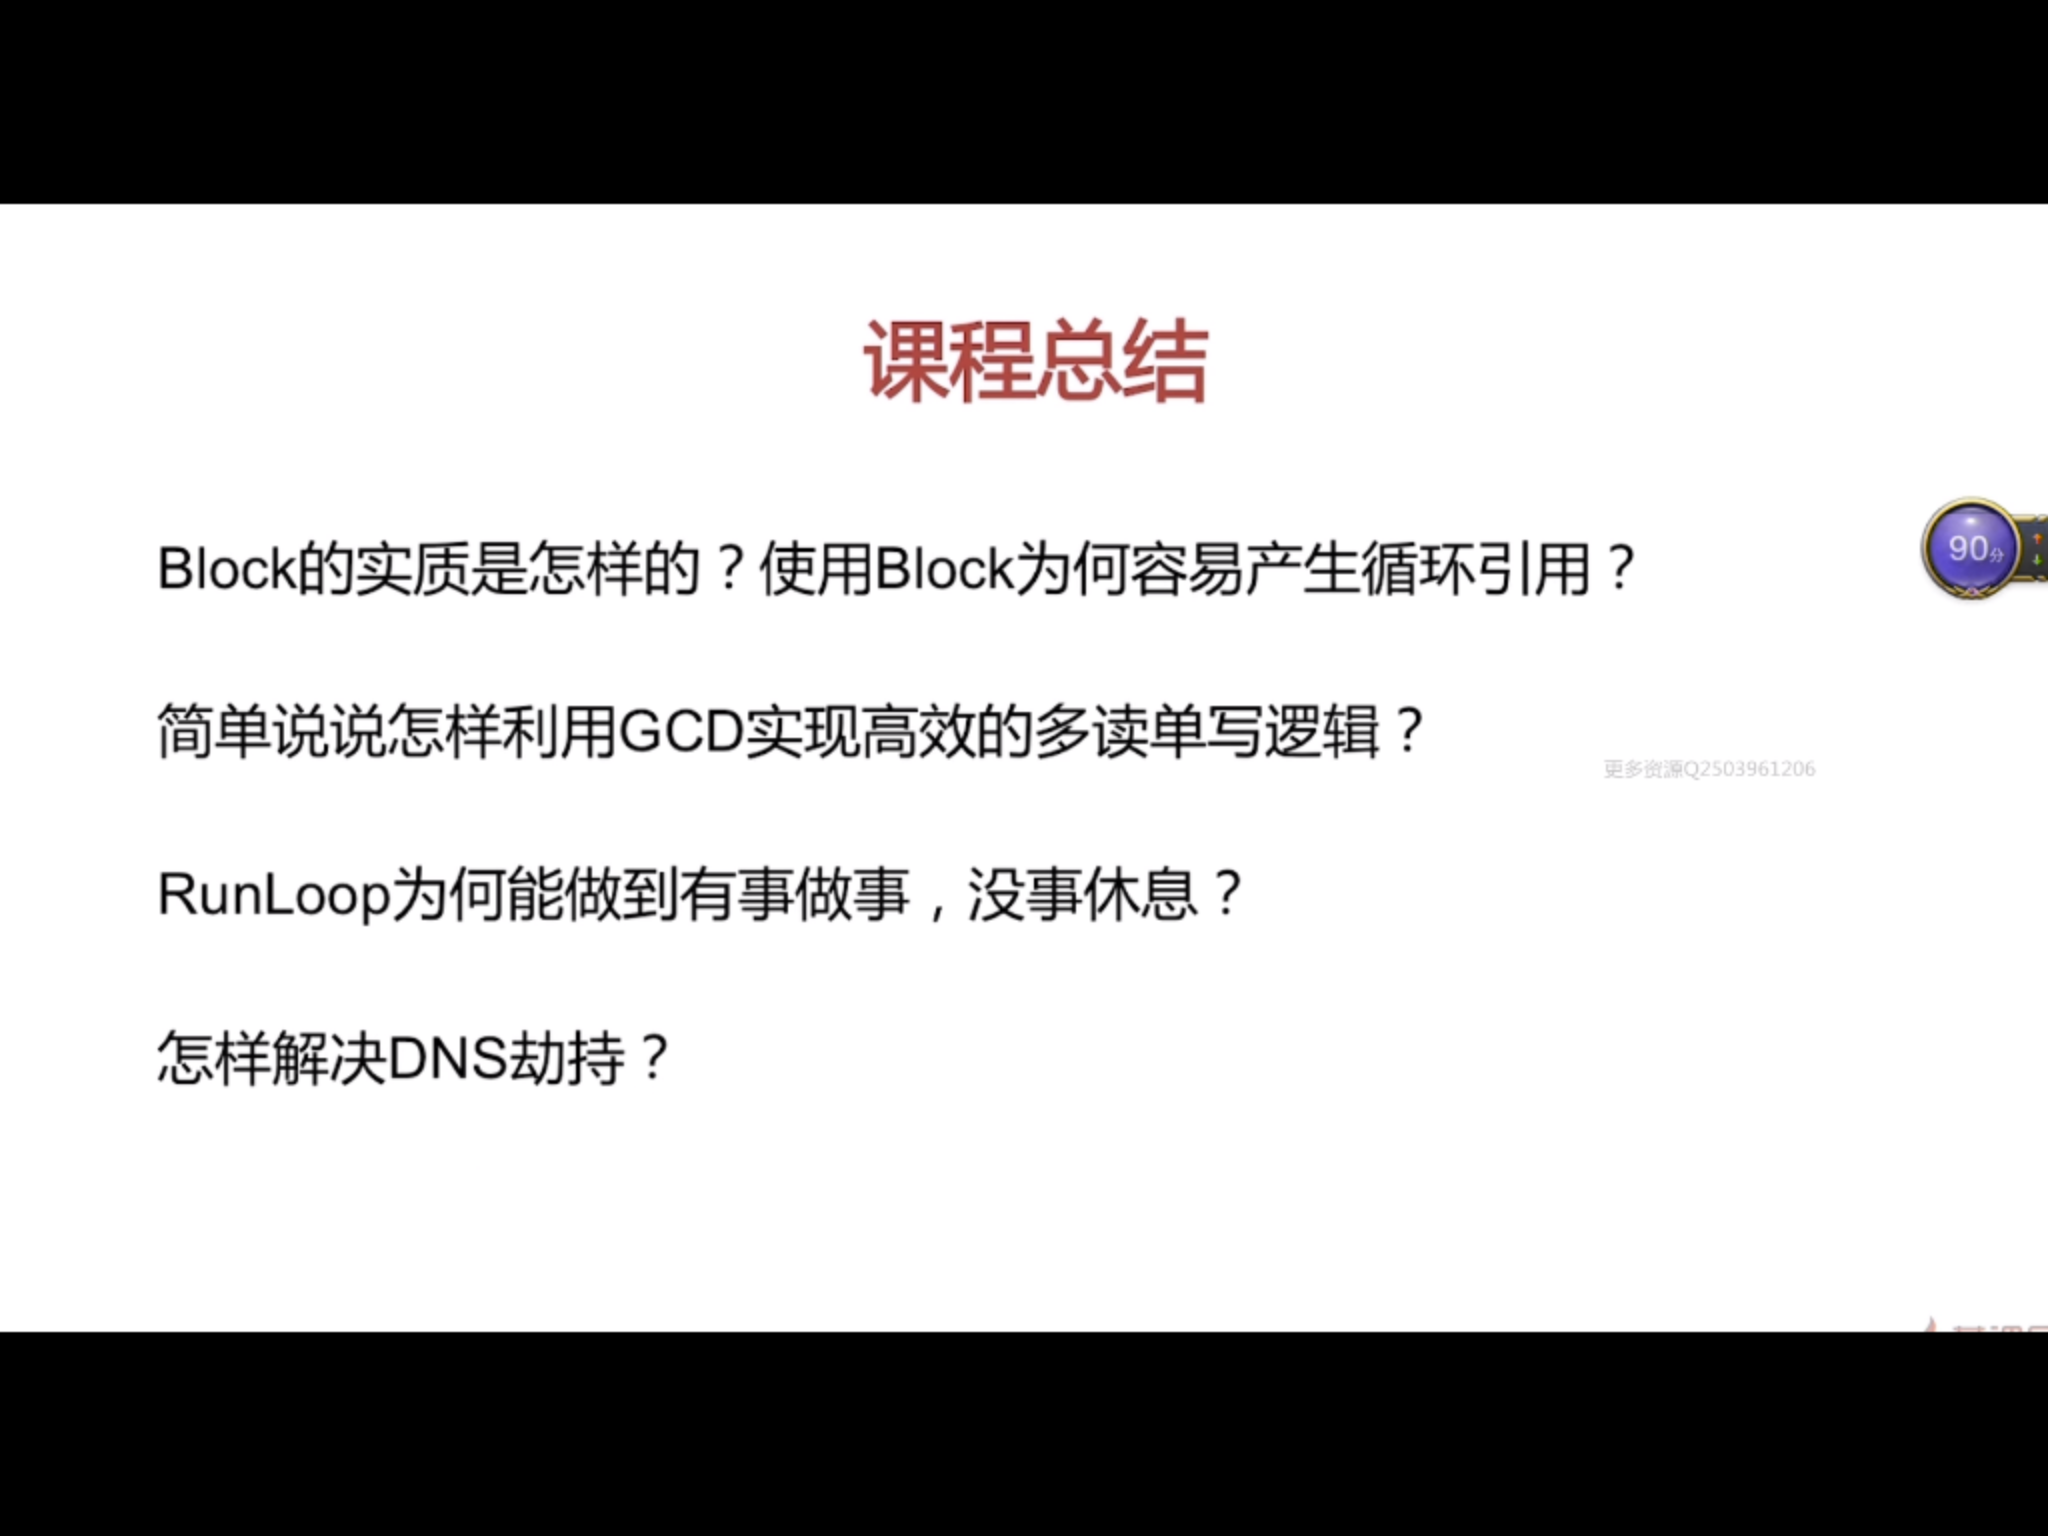 课程总结
Block的实质是怎样的？使用Block为何容易产生循环引用？
90分
简单说说怎样利用GCD实现高效的多读单写逻辑？
更多资源Q2503961206
RunLoop为何能做到有事做事，没事休息？
怎样解决DNS劫持？